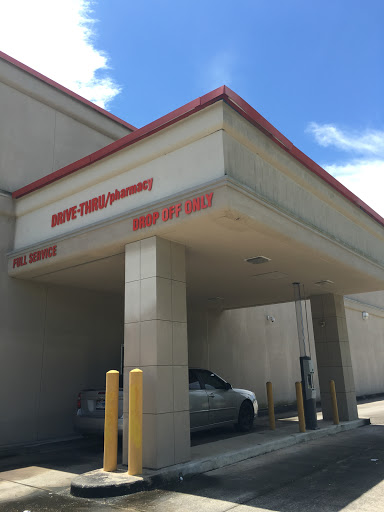 DRIVE-THRU/pharmacy
FULL SERVICE
DROP OFF ONLY